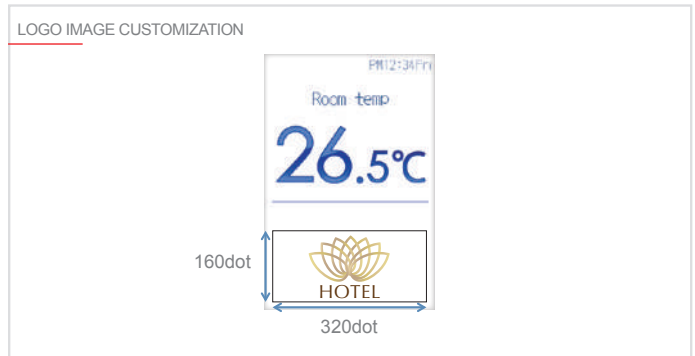 LOGO IMAGE CUSTOMIZATION
PM12:34Fri
Room temp
26.5℃
160dot
HOTEL
320dot